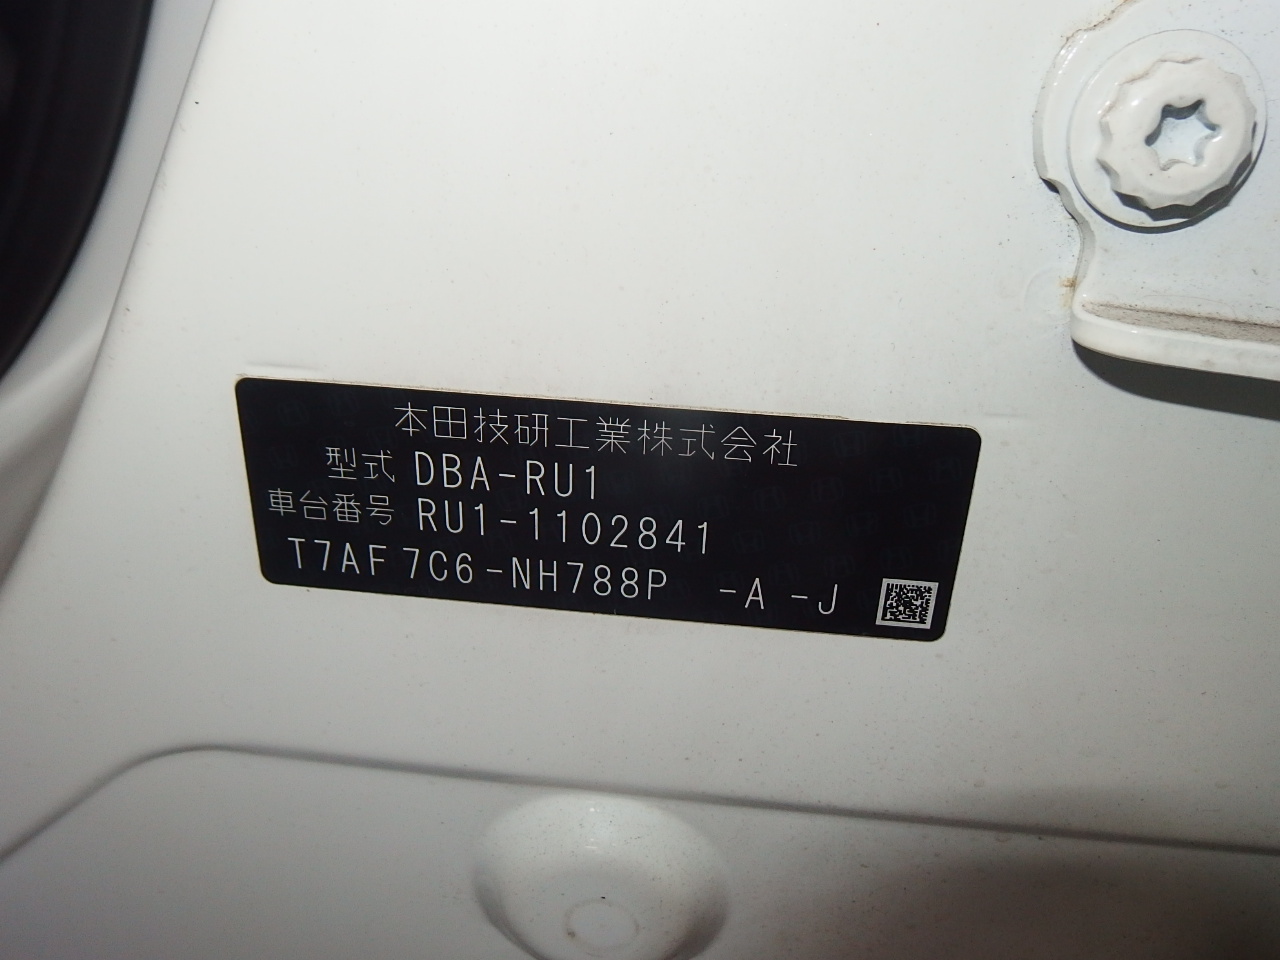 本田技研工業株式会社
型式 DBA-RU1
車台番号 RU1-1102841
T7AF7C6-NH788P -A -J